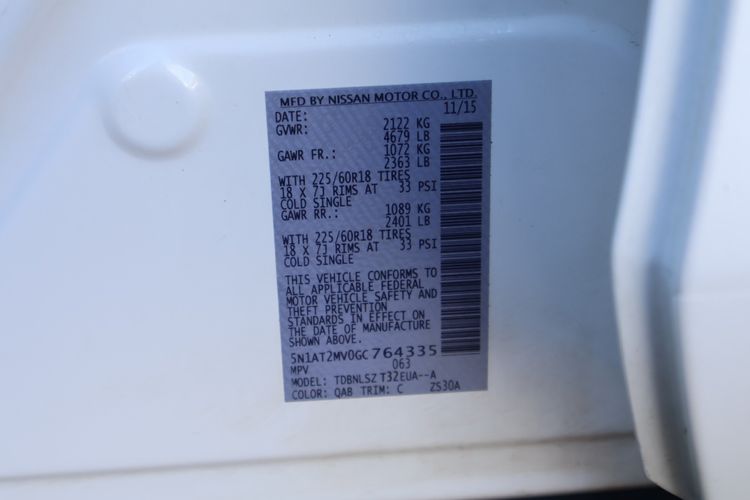 MFD BY NISSAN MOTOR CO., LTD.
DATE: 11/15
GVWR: 2122 KG
4679 LB
GAWR FR.: 1072 KG
2363 LB
WITH 225/60R18 TIRES
18 X 7J RIMS AT 33 PSI
COLD SINGLE
GAWR RR.: 1089 KG
2401 LB
WITH 225/60R18 TIRES
18 X 7J RIMS AT 33 PSI
COLD SINGLE
THIS VEHICLE CONFORMS TO
ALL APPLICABLE FEDERAL
MOTOR VEHICLE SAFETY AND
THEFT PREVENTION
STANDARDS IN EFFECT ON
THE DATE OF MANUFACTURE
SHOWN ABOVE.
5N1AT2MV0GC764335
MPV 063
MODEL: TDBNLSZ T32EUA--A
COLOR: QAB TRIM: C Z530A